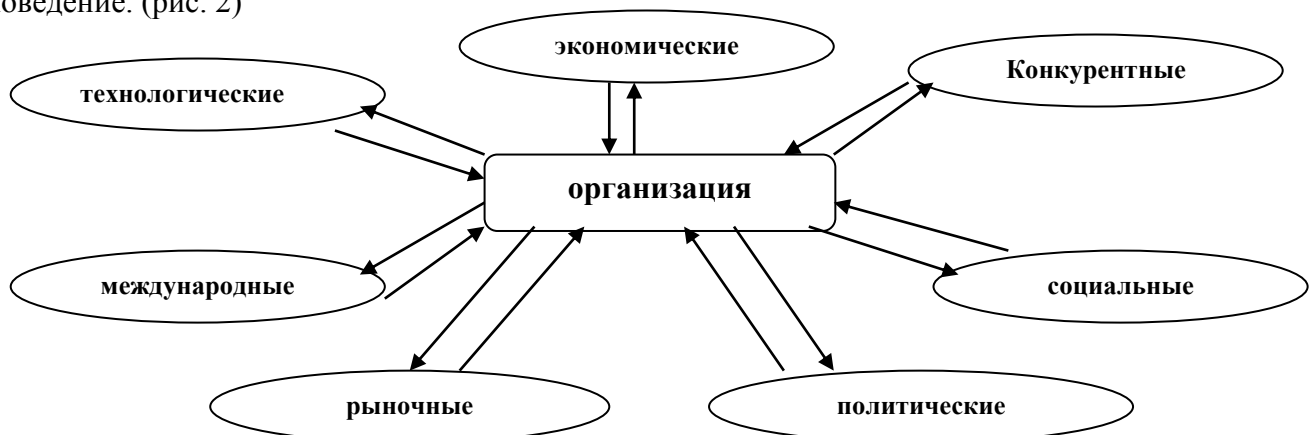 поведение. (рис. 2)
экономические
Конкурентные
технологические
организация
международные
социальные
рыночные
политические